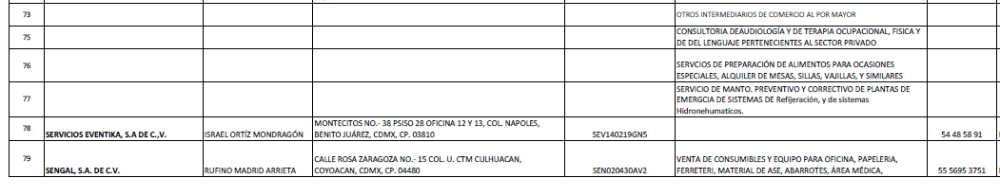 73
OTROS INTERMEDIARIOS DE COMERCIO AL POR MAYOR
75
CONSULTORIA DEAUDIOLOGÍA Y DE TERAPIA OCUPACIONAL, FISICA Y
DE DEL LENGUAJE PERTENECIENTES AL SECTOR PRIVADO
76
SERVCIOS DE PREPARACIÓN DE ALIMENTOS PARA OCASIONES
ESPECIALES, ALQUILER DE MESAS, SILLAS, VAJILLAS, Y SIMILARES
77
SERVICIO DE MANTO. PREVENTIVO Y CORRECTIVO DE PLANTAS DE
EMERGCIA DE SISTEMAS DE Refijeración, y de sistemas
Hidronehumaticos.
78
SERVICIOS EVENTIKA, S.A DE C.,V.
ISRAEL ORTÍZ MONDRAGÓN
MONTECITOS NO.- 38 PSISO 28 OFICINA 12 Y 13, COL. NAPOLES,
BENITO JUÁREZ, CDMX, CP. 03810
SEV140219GN5
54 48 58 91
79
SENGAL, S.A. DE C.V.
RUFINO MADRID ARRIETA
CALLE ROSA ZARAGOZA NO.- 15 COL. U. CTM CULHUACAN,
COYOACAN, CDMX, CP. 04480
SEN020430AV2
VENTA DE CONSUMIBLES Y EQUIPO PARA OFICINA, PAPELERIA,
FERRETERI, MATERIAL DE ASE, ABARROTES, ÁREA MÉDICA,
55 5695 3751